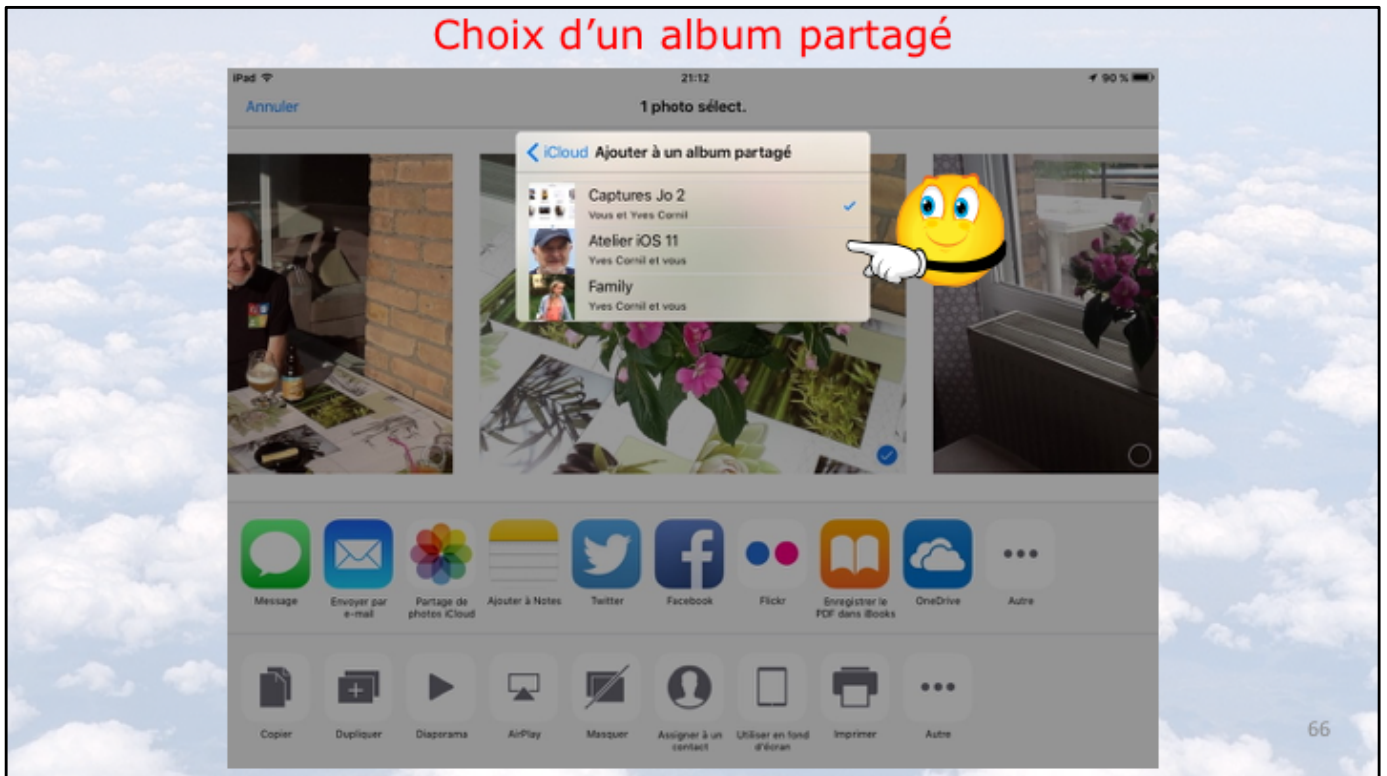 Choix d’un album partagé
iPad 21:12 90 %
Annuler 1 photo sélect.
iCloud Ajouter à un album partagé
Captures Jo 2
Vous et Yves Cornil
Atelier iOS 11
Yves Cornil et vous
Family
Yves Cornil et vous
Message Envoyer par Partage de Ajouter à Notes Twitter Facebook Flickr Enregistrer le OneDrive Autre
e-mail photos iCloud PDF dans iBooks
Copier Dupliquer Diaporama AirPlay Masquer Assigner à un Utiliser en fond Imprimer Autre
contact d'écran
66